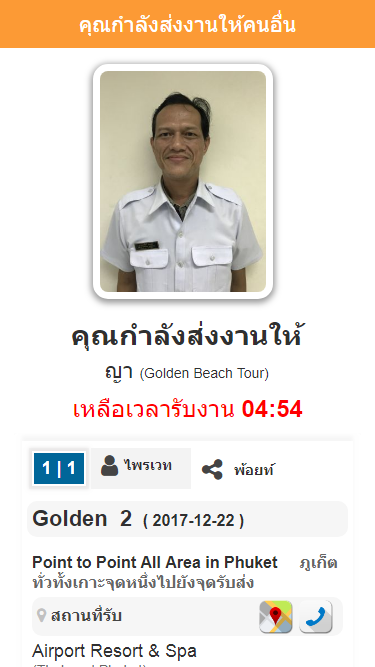 คุณกำลังส่งงานให้คนอื่น
คุณกำลังส่งงานให้
ญา (Golden Beach Tour)
เหลือเวลารับงาน 04:54
1 | 1 ไพรเวท พ้อยท์
Golden 2 ( 2017-12-22 )
Point to Point All Area in Phuket ภูเก็ต
ทั่วทั้งเกาะจุดหนึ่งไปยังจุดรับส่ง
สถานที่รับ
Airport Resort & Spa